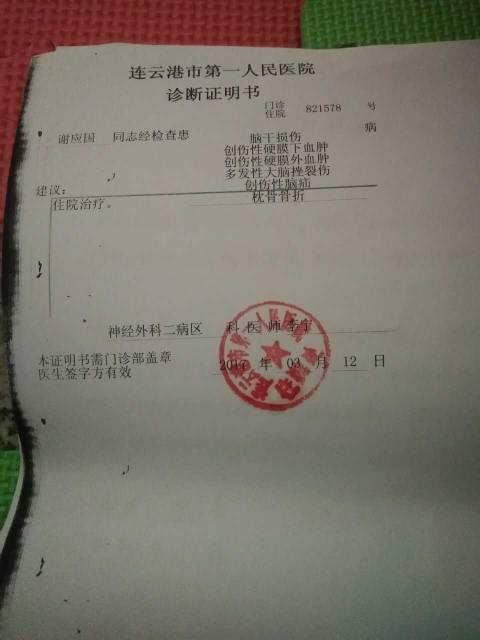 连云港市第一人民医院
诊断证明书
门诊
住院 821578 号
谢应国 同志经检查患 脑干损伤 病
创伤性硬膜下血肿
创伤性硬膜外血肿
多发性大脑挫裂伤
建议: 创伤性脑疝
住院治疗。 枕骨骨折
神经外科二病区 科 医 师 李宁
本证明书需门诊部盖章
医生签字方有效 2017 年 03 月 12 日